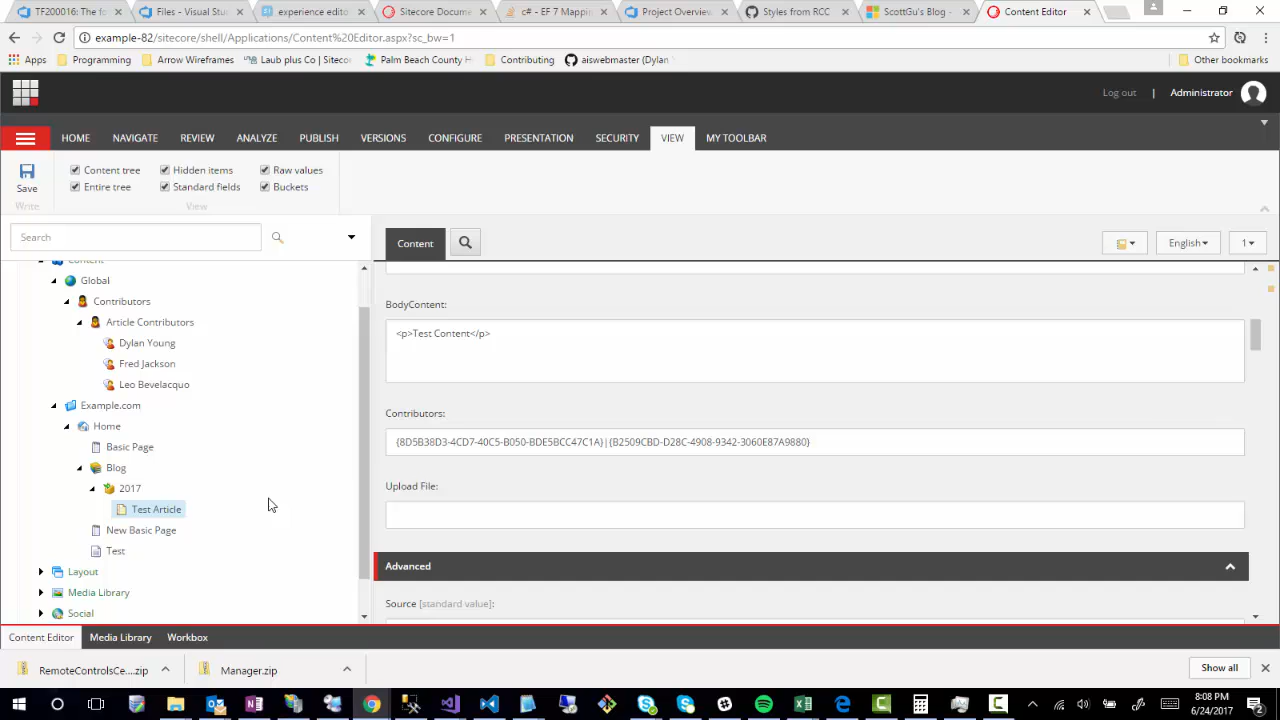 TF200016: The fo
Files - Visual Stu
experience edito
Sitecore Docume
c# - EF 7 Mappin
Project Overview
Styles from RCC
ScottGu's Blog -
Content Editor
example-82/sitecore/shell/Applications/Content%20Editor.aspx?sc_bw=1
Apps
Programming
Arrow Wireframes
Laub plus Co | Siteco
Palm Beach County H
Contributing
aiswebmaster (Dylan
Other bookmarks
Log out | Administrator
HOME
NAVIGATE
REVIEW
ANALYZE
PUBLISH
VERSIONS
CONFIGURE
PRESENTATION
SECURITY
VIEW
MY TOOLBAR
Save
Write
Content tree
Hidden items
Raw values
Entire tree
Standard fields
Buckets
View
Search
Content
English
1
Content
Global
Contributors
Article Contributors
Dylan Young
Fred Jackson
Leo Bevelacquo
Example.com
Home
Basic Page
Blog
2017
Test Article
New Basic Page
Test
Layout
Media Library
Social
BodyContent:
<p>Test Content</p>
Contributors:
{8D5B38D3-4CD7-40C5-B050-BDE5BCC47C1A}|{B2509CBD-D28C-4908-9342-3060E87A9880}
Upload File:
Advanced
Source [standard value]:
Content Editor
Media Library
Workbox
RemoteControlsCe....zip
Manager.zip
Show all
8:08 PM
6/24/2017